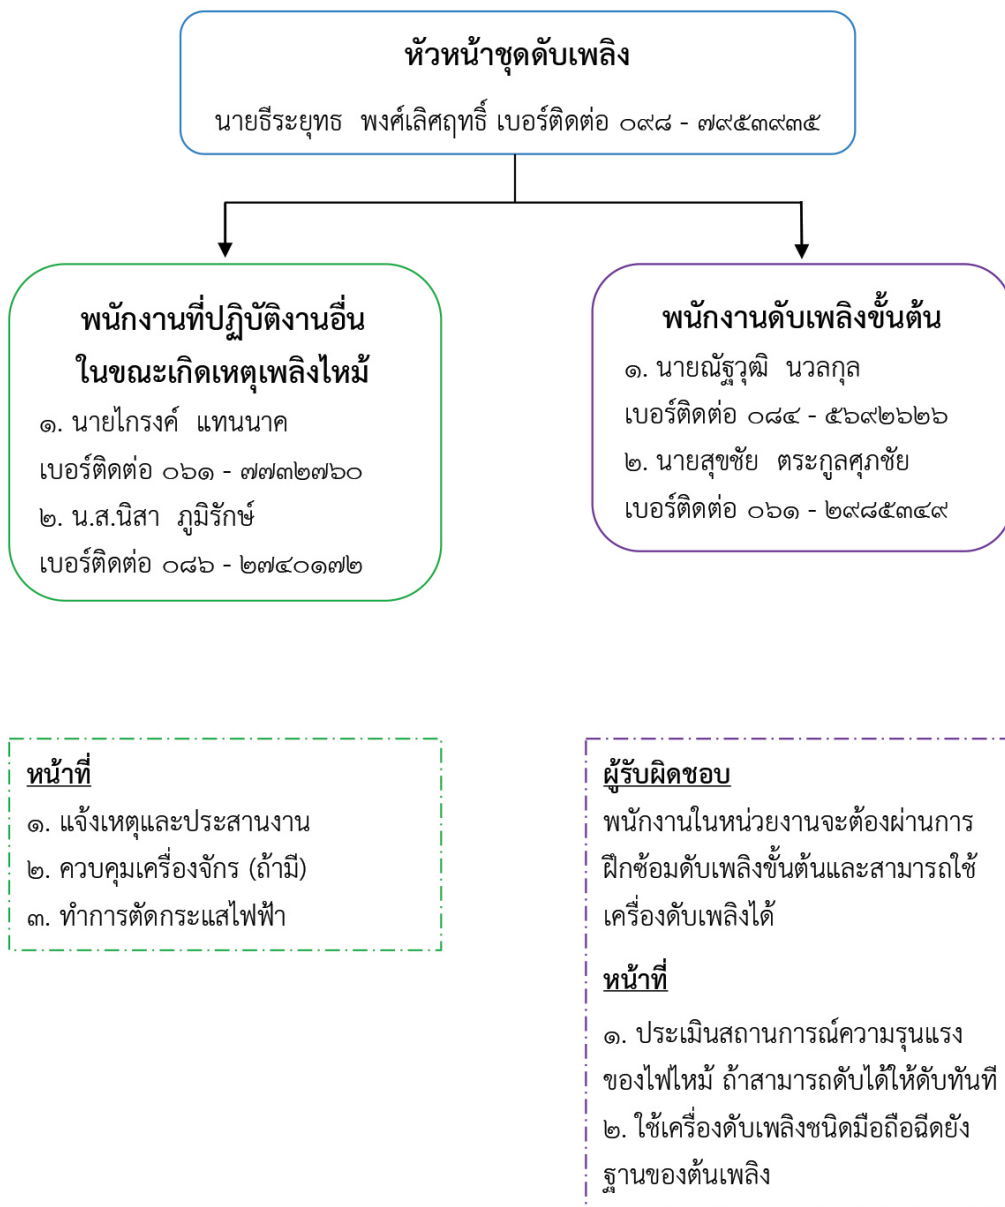 หัวหน้าชุดดับเพลิง
นายธีระยุทธ พงศ์เลิศฤทธิ์ เบอร์ติดต่อ ๐๙๘ - ๗๙๕๓๙๓๕
พนักงานที่ปฏิบัติงานอื่น
ในขณะเกิดเหตุเพลิงไหม้
๑. นายไกรงค์ แทนนาค
เบอร์ติดต่อ ๐๖๑ - ๗๗๓๒๗๖๐
๒. น.ส.นิสา ภูมิรักษ์
เบอร์ติดต่อ ๐๘๖ - ๒๗๔๐๑๗๒
พนักงานดับเพลิงขั้นต้น
๑. นายณัฐวุฒิ นวลกุล
เบอร์ติดต่อ ๐๘๔ - ๕๖๙๒๖๒๖
๒. นายสุขชัย ตระกูลศุภชัย
เบอร์ติดต่อ ๐๖๑ - ๒๙๘๕๓๔๙
หน้าที่
๑. แจ้งเหตุและประสานงาน
๒. ควบคุมเครื่องจักร (ถ้ามี)
๓. ทำการตัดกระแสไฟฟ้า
ผู้รับผิดชอบ
พนักงานในหน่วยงานจะต้องผ่านการ
ฝึกซ้อมดับเพลิงขั้นต้นและสามารถใช้
เครื่องดับเพลิงได้
หน้าที่
๑. ประเมินสถานการณ์ความรุนแรง
ของไฟไหม้ ถ้าสามารถดับได้ให้ดับทันที
๒. ใช้เครื่องดับเพลิงชนิดมือถือฉีดยัง
ฐานของต้นเพลิง